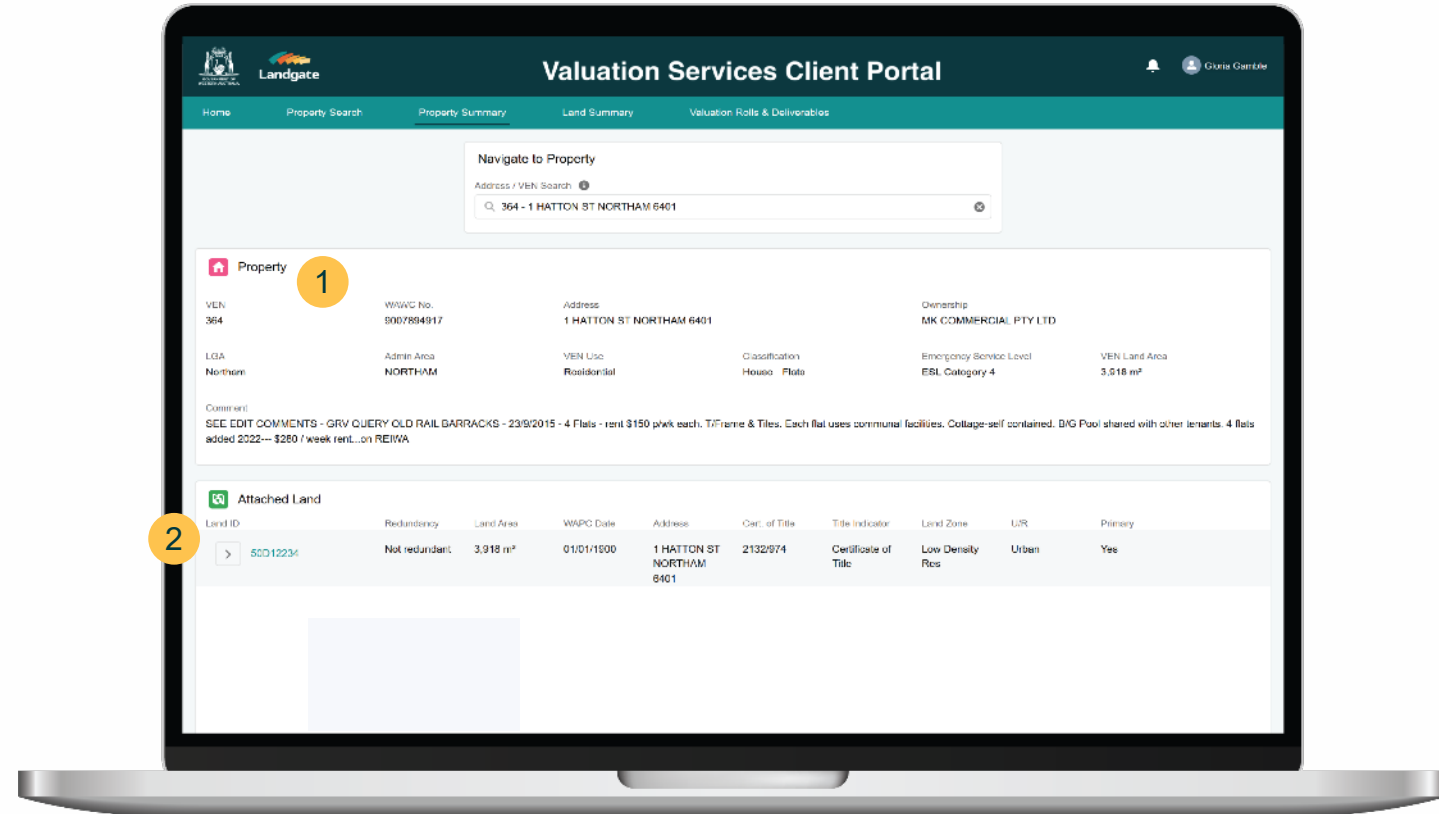 GOVERNMENT OF
WESTERN AUSTRALIA
Landgate
Valuation Services Client Portal
Gloria Gamble
Home
Property Search
Property Summary
Land Summary
Valuation Rolls & Deliverables
Navigate to Property
Address / VEN Search
364 - 1 HATTON ST NORTHAM 6401
Property
1
VEN
WAWC No.
Address
Ownership
364
9007894917
1 HATTON ST NORTHAM 6401
MK COMMERCIAL PTY LTD
LGA
Admin Area
VEN Use
Classification
Emergency Service Level
VEN Land Area
Northam
NORTHAM
Residential
House Flats
ESL Category 4
3,918 m²
Comment
SEE EDIT COMMENTS - GRV QUERY OLD RAIL BARRACKS - 23/9/2015 - 4 Flats - rent $150 p/wk each. T/Frame & Tiles. Each flat uses communal facilities. Cottage-self contained. B/G Pool shared with other tenants. 4 flats
added 2022--- $280 / week rent...on REIWA
Attached Land
2
Land ID
Redundancy
Land Area
WAPC Date
Address
Cert. of Title
Title Indicator
Land Zone
U/R
Primary
50D12234
Not redundant
3,918 m²
01/01/1900
1 HATTON ST
NORTHAM
6401
2132/974
Certificate of
Title
Low Density
Res
Urban
Yes